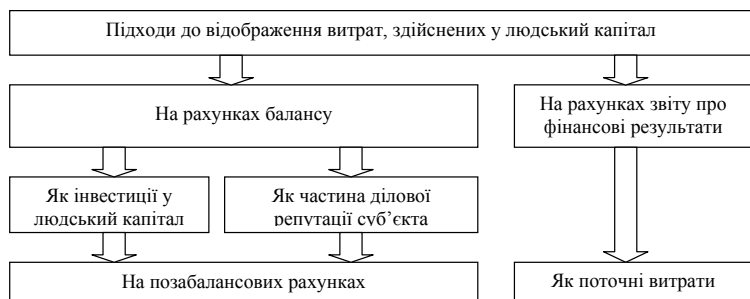 Підходи до відображення витрат, здійснених у людський капітал
На рахунках балансу
На рахунках звіту про
фінансові результати
Як інвестиції у
людський капітал
Як частина ділової
репутації суб’єкта
На позабалансових рахунках
Як поточні витрати